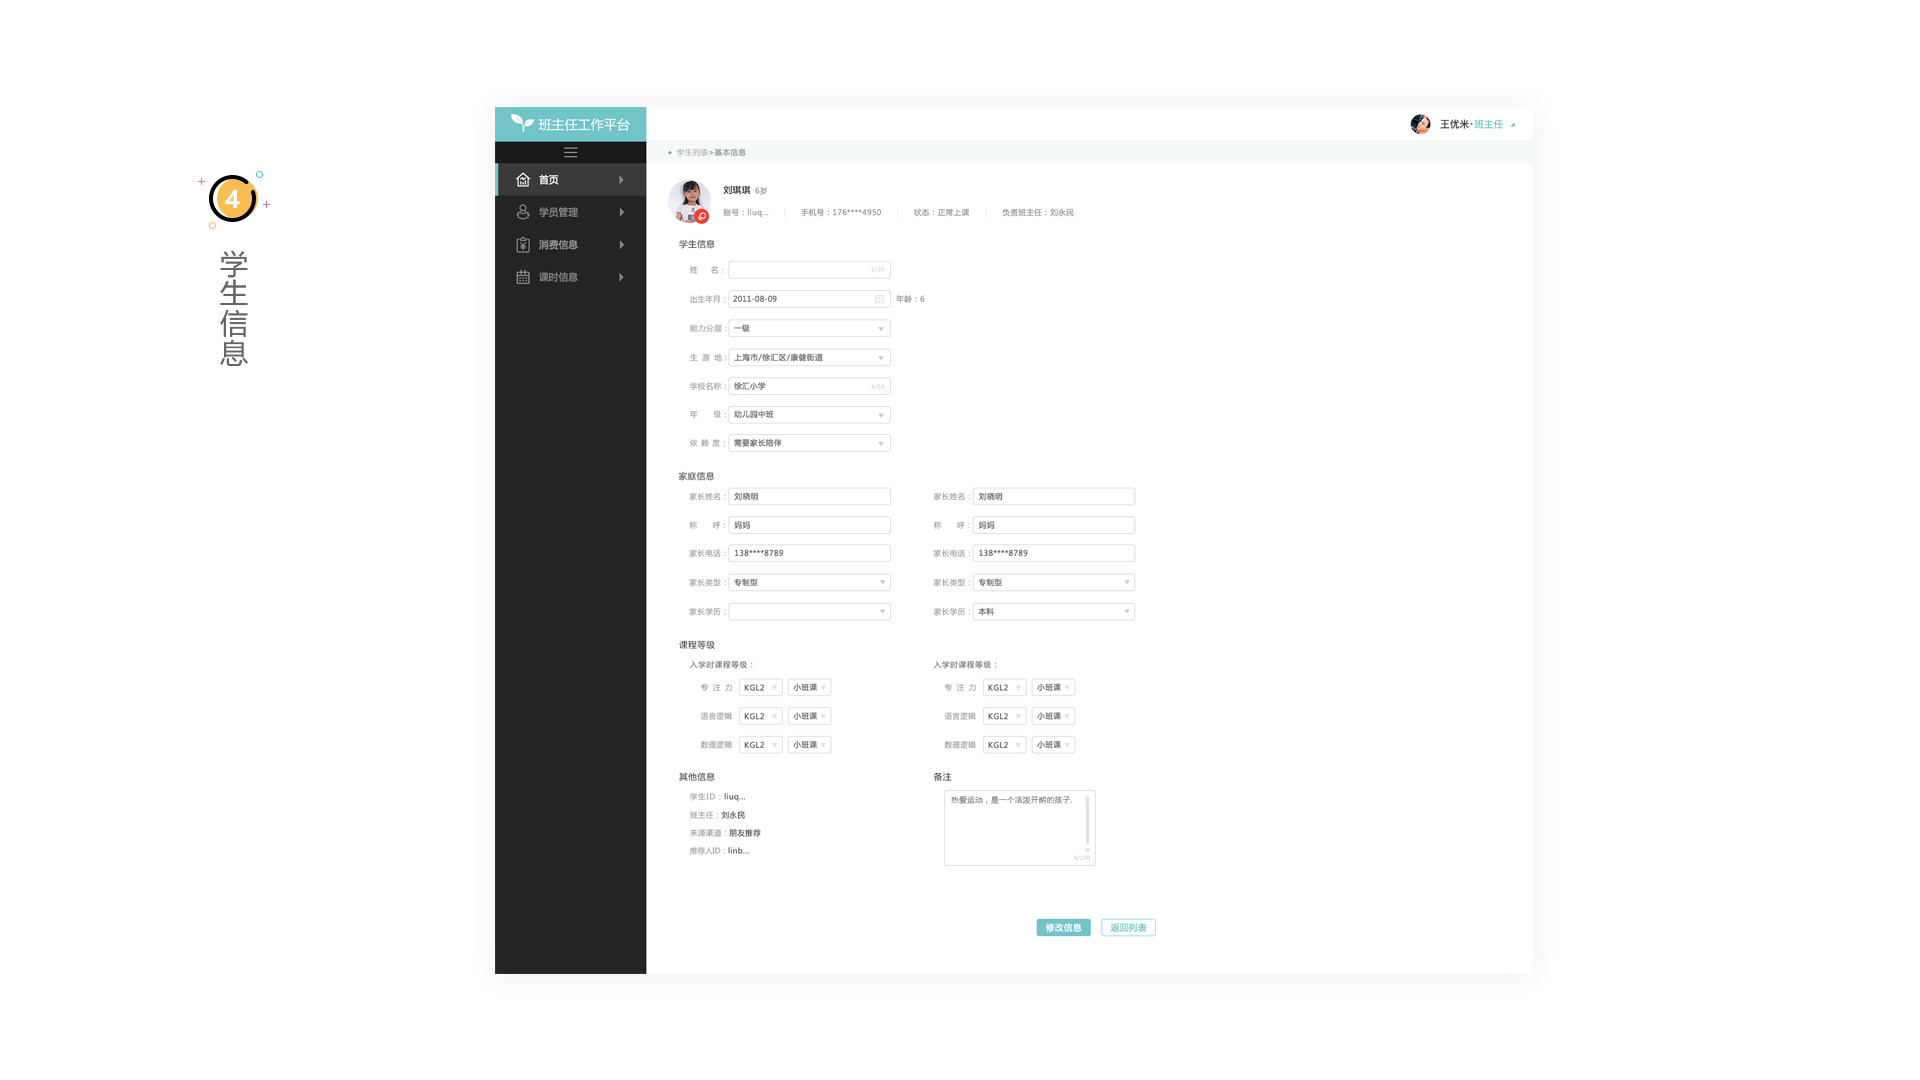 4
学生信息
班主任工作平台
王优米·班主任
学生列表>基本信息
首页
学员管理
消费信息
课时信息
刘琪琪 6岁
账号：liuq... 手机号：176****4950 状态：正常上课 负责班主任：刘永民
学生信息
姓 名： 0/20
出生年月： 2011-08-09 年龄：6
能力分层： 一级
生 源 地： 上海市/徐汇区/康健街道
学校名称： 徐汇小学 4/50
年 级： 幼儿园中班
依 赖 度： 需要家长陪伴
家庭信息
家长姓名： 刘晓明 家长姓名： 刘晓明
称 呼： 妈妈 称 呼： 妈妈
家长电话： 138****8789 家长电话： 138****8789
家长类型： 专制型 家长类型： 专制型
家长学历： 家长学历： 本科
课程等级
入学时课程等级： 入学时课程等级：
专 注 力 KGL2 小班课 专 注 力 KGL2 小班课
语言逻辑 KGL2 小班课 语言逻辑 KGL2 小班课
数理逻辑 KGL2 小班课 数理逻辑 KGL2 小班课
其他信息 备注
学生ID：liuq...
班主任：刘永民
来源渠道：朋友推荐
推荐人ID：linb...
热爱运动，是一个活泼开朗的孩子.
6/200
修改信息 返回列表